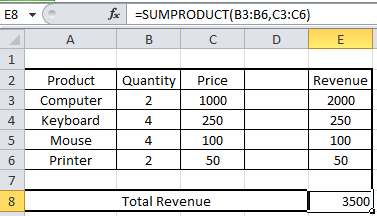 E8 fx =SUMPRODUCT(B3:B6,C3:C6)
A B C D E
1
2 Product Quantity Price Revenue
3 Computer 2 1000 2000
4 Keyboard 4 250 250
5 Mouse 4 100 100
6 Printer 2 50 50
7
8 Total Revenue 3500